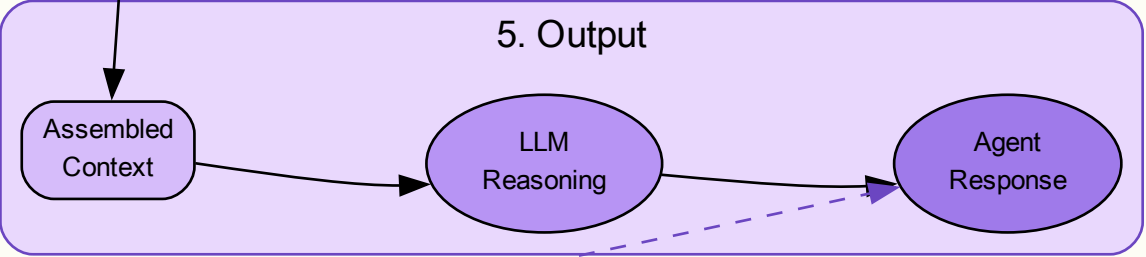 5. Output
Assembled
Context
LLM
Reasoning
Agent
Response